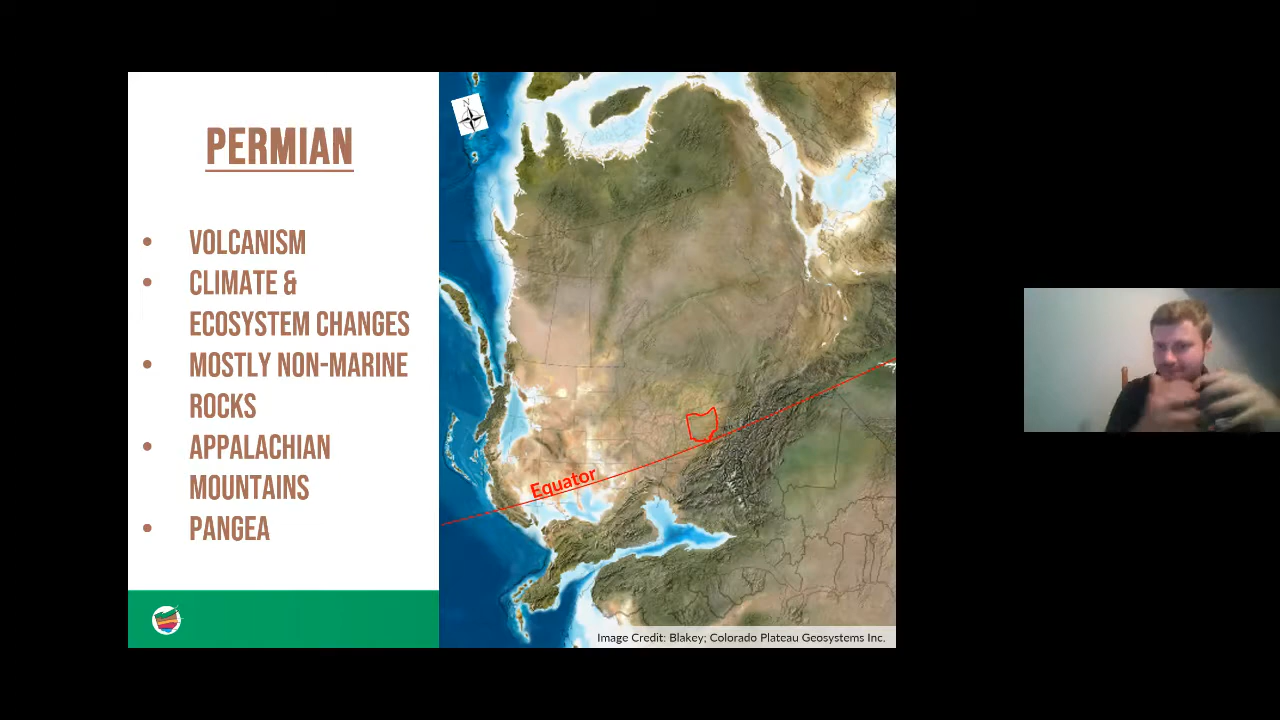 PERMIAN
• VOLCANISM
• CLIMATE &
ECOSYSTEM CHANGES
• MOSTLY NON-MARINE
ROCKS
• APPALACHIAN
MOUNTAINS
• PANGEA
N
Equator
Image Credit: Blakey; Colorado Plateau Geosystems Inc.